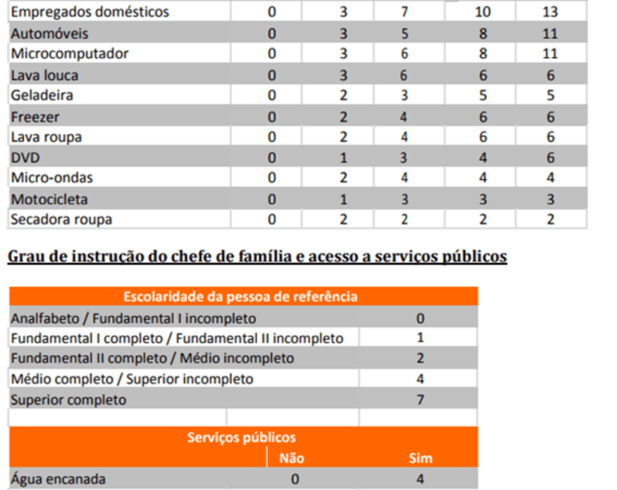 Empregados domésticos 0 3 7 10 13
Automóveis 0 3 5 8 11
Microcomputador 0 3 6 8 11
Lava louca 0 3 6 6 6
Geladeira 0 2 3 5 5
Freezer 0 2 4 6 6
Lava roupa 0 2 4 6 6
DVD 0 1 3 4 6
Micro-ondas 0 2 4 4 4
Motocicleta 0 1 3 3 3
Secadora roupa 0 2 2 2 2
Grau de instrução do chefe de família e acesso a serviços públicos
Escolaridade da pessoa de referência
Analfabeto / Fundamental I incompleto 0
Fundamental I completo / Fundamental II incompleto 1
Fundamental II completo / Médio incompleto 2
Médio completo / Superior incompleto 4
Superior completo 7
Serviços públicos
Não Sim
Água encanada 0 4